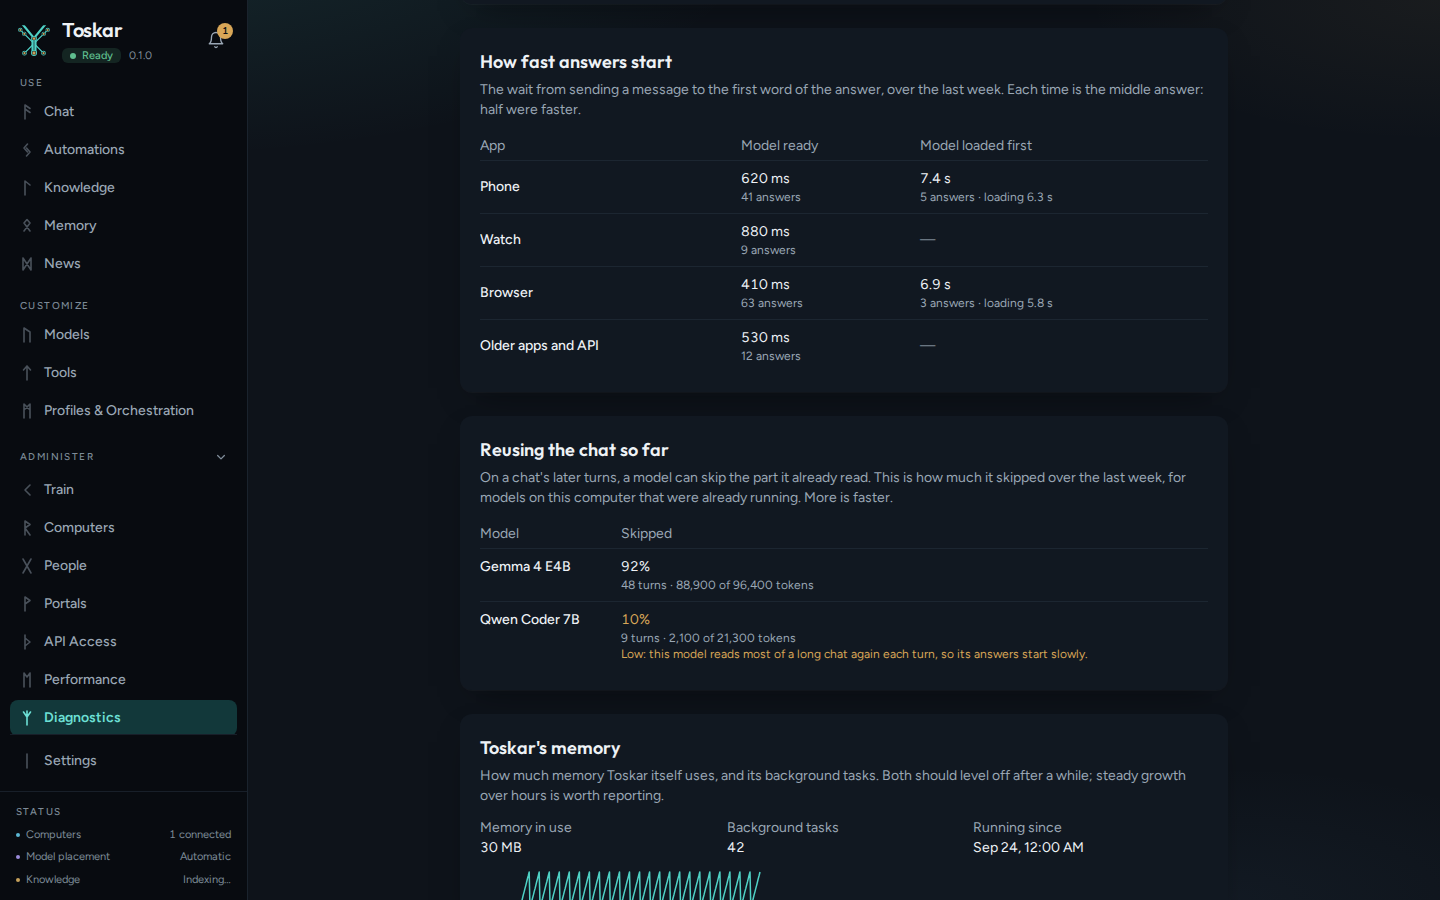 Toskar
1
Ready 0.1.0
USE
Chat
Automations
Knowledge
Memory
News
CUSTOMIZE
Models
Tools
Profiles & Orchestration
ADMINISTER
Train
Computers
People
Portals
API Access
Performance
Diagnostics
Settings
STATUS
Computers 1 connected
Model placement Automatic
Knowledge Indexing...
How fast answers start
The wait from sending a message to the first word of the answer, over the last week. Each time is the middle answer:
half were faster.
App Model ready Model loaded first
Phone 620 ms 7.4 s
41 answers 5 answers · loading 6.3 s
Watch 880 ms —
9 answers
Browser 410 ms 6.9 s
63 answers 3 answers · loading 5.8 s
Older apps and API 530 ms —
12 answers
Reusing the chat so far
On a chat's later turns, a model can skip the part it already read. This is how much it skipped over the last week, for
models on this computer that were already running. More is faster.
Model Skipped
Gemma 4 E4B 92%
48 turns · 88,900 of 96,400 tokens
Qwen Coder 7B 10%
9 turns · 2,100 of 21,300 tokens
Low: this model reads most of a long chat again each turn, so its answers start slowly.
Toskar's memory
How much memory Toskar itself uses, and its background tasks. Both should level off after a while; steady growth
over hours is worth reporting.
Memory in use Background tasks Running since
30 MB 42 Sep 24, 12:00 AM